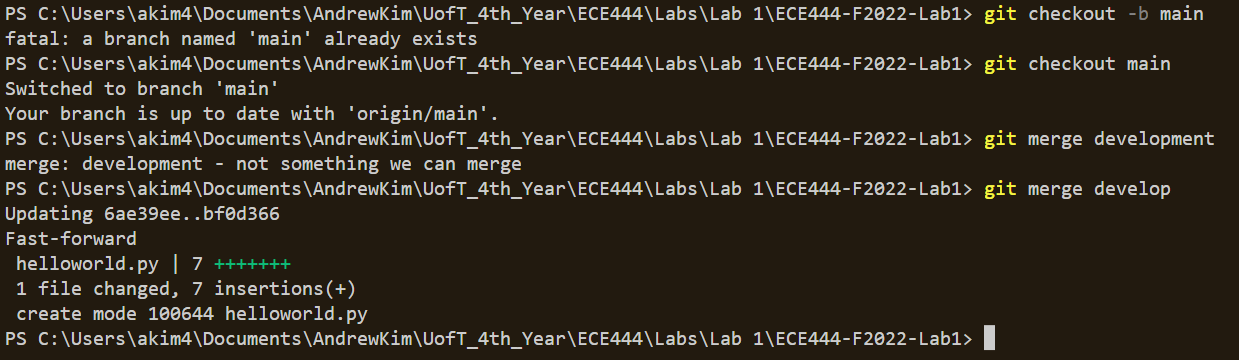 PS C:\Users\akim4\Documents\AndrewKim\UofT_4th_Year\ECE444\Labs\Lab 1\ECE444-F2022-Lab1> git checkout -b main
fatal: a branch named 'main' already exists
PS C:\Users\akim4\Documents\AndrewKim\UofT_4th_Year\ECE444\Labs\Lab 1\ECE444-F2022-Lab1> git checkout main
Switched to branch 'main'
Your branch is up to date with 'origin/main'.
PS C:\Users\akim4\Documents\AndrewKim\UofT_4th_Year\ECE444\Labs\Lab 1\ECE444-F2022-Lab1> git merge development
merge: development - not something we can merge
PS C:\Users\akim4\Documents\AndrewKim\UofT_4th_Year\ECE444\Labs\Lab 1\ECE444-F2022-Lab1> git merge develop
Updating 6ae39ee..bf0d366
Fast-forward
 helloworld.py | 7 +++++++
 1 file changed, 7 insertions(+)
 create mode 100644 helloworld.py
PS C:\Users\akim4\Documents\AndrewKim\UofT_4th_Year\ECE444\Labs\Lab 1\ECE444-F2022-Lab1>